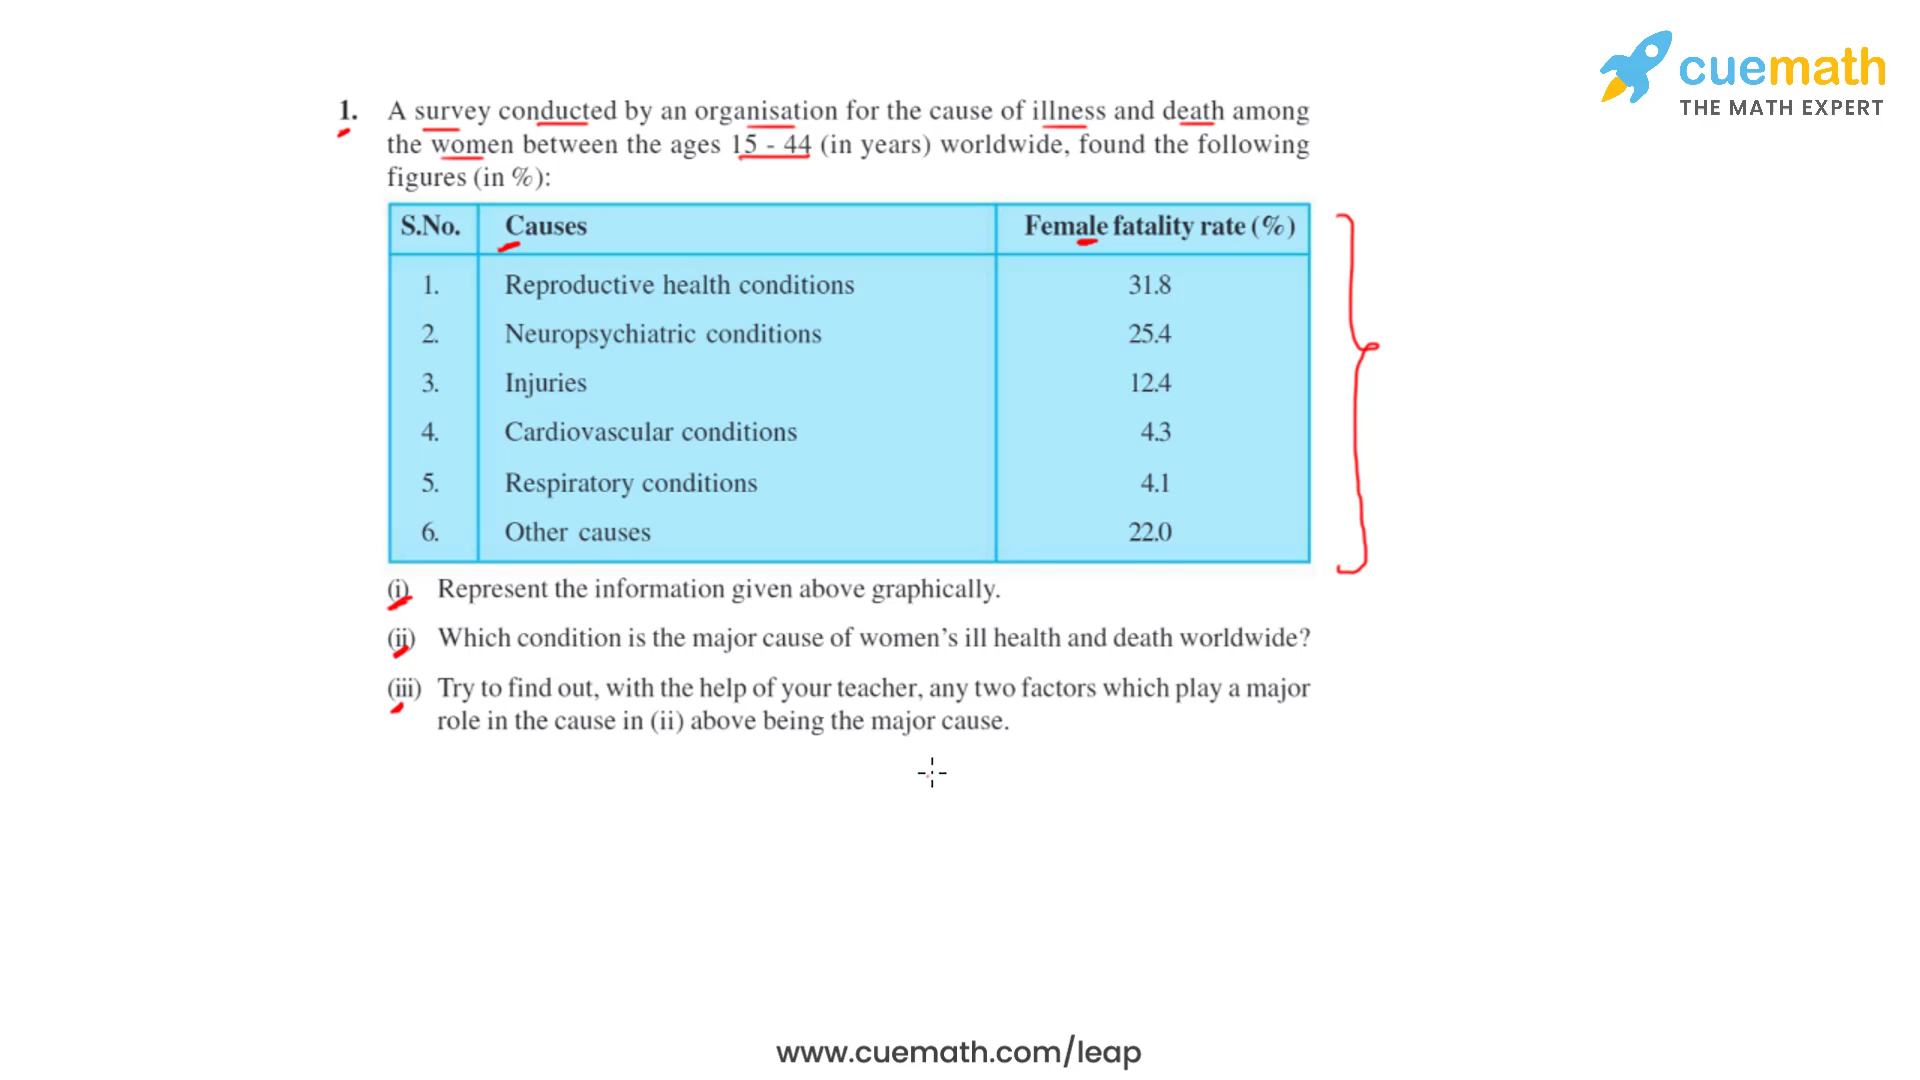 cuemath
THE MATH EXPERT
1. A survey conducted by an organisation for the cause of illness and death among
the women between the ages 15 - 44 (in years) worldwide, found the following
figures (in %):
S.No. Causes Female fatality rate (%)
1. Reproductive health conditions 31.8
2. Neuropsychiatric conditions 25.4
3. Injuries 12.4
4. Cardiovascular conditions 4.3
5. Respiratory conditions 4.1
6. Other causes 22.0
(i) Represent the information given above graphically.
(ii) Which condition is the major cause of women's ill health and death worldwide?
(iii) Try to find out, with the help of your teacher, any two factors which play a major
role in the cause in (ii) above being the major cause.
www.cuemath.com/leap